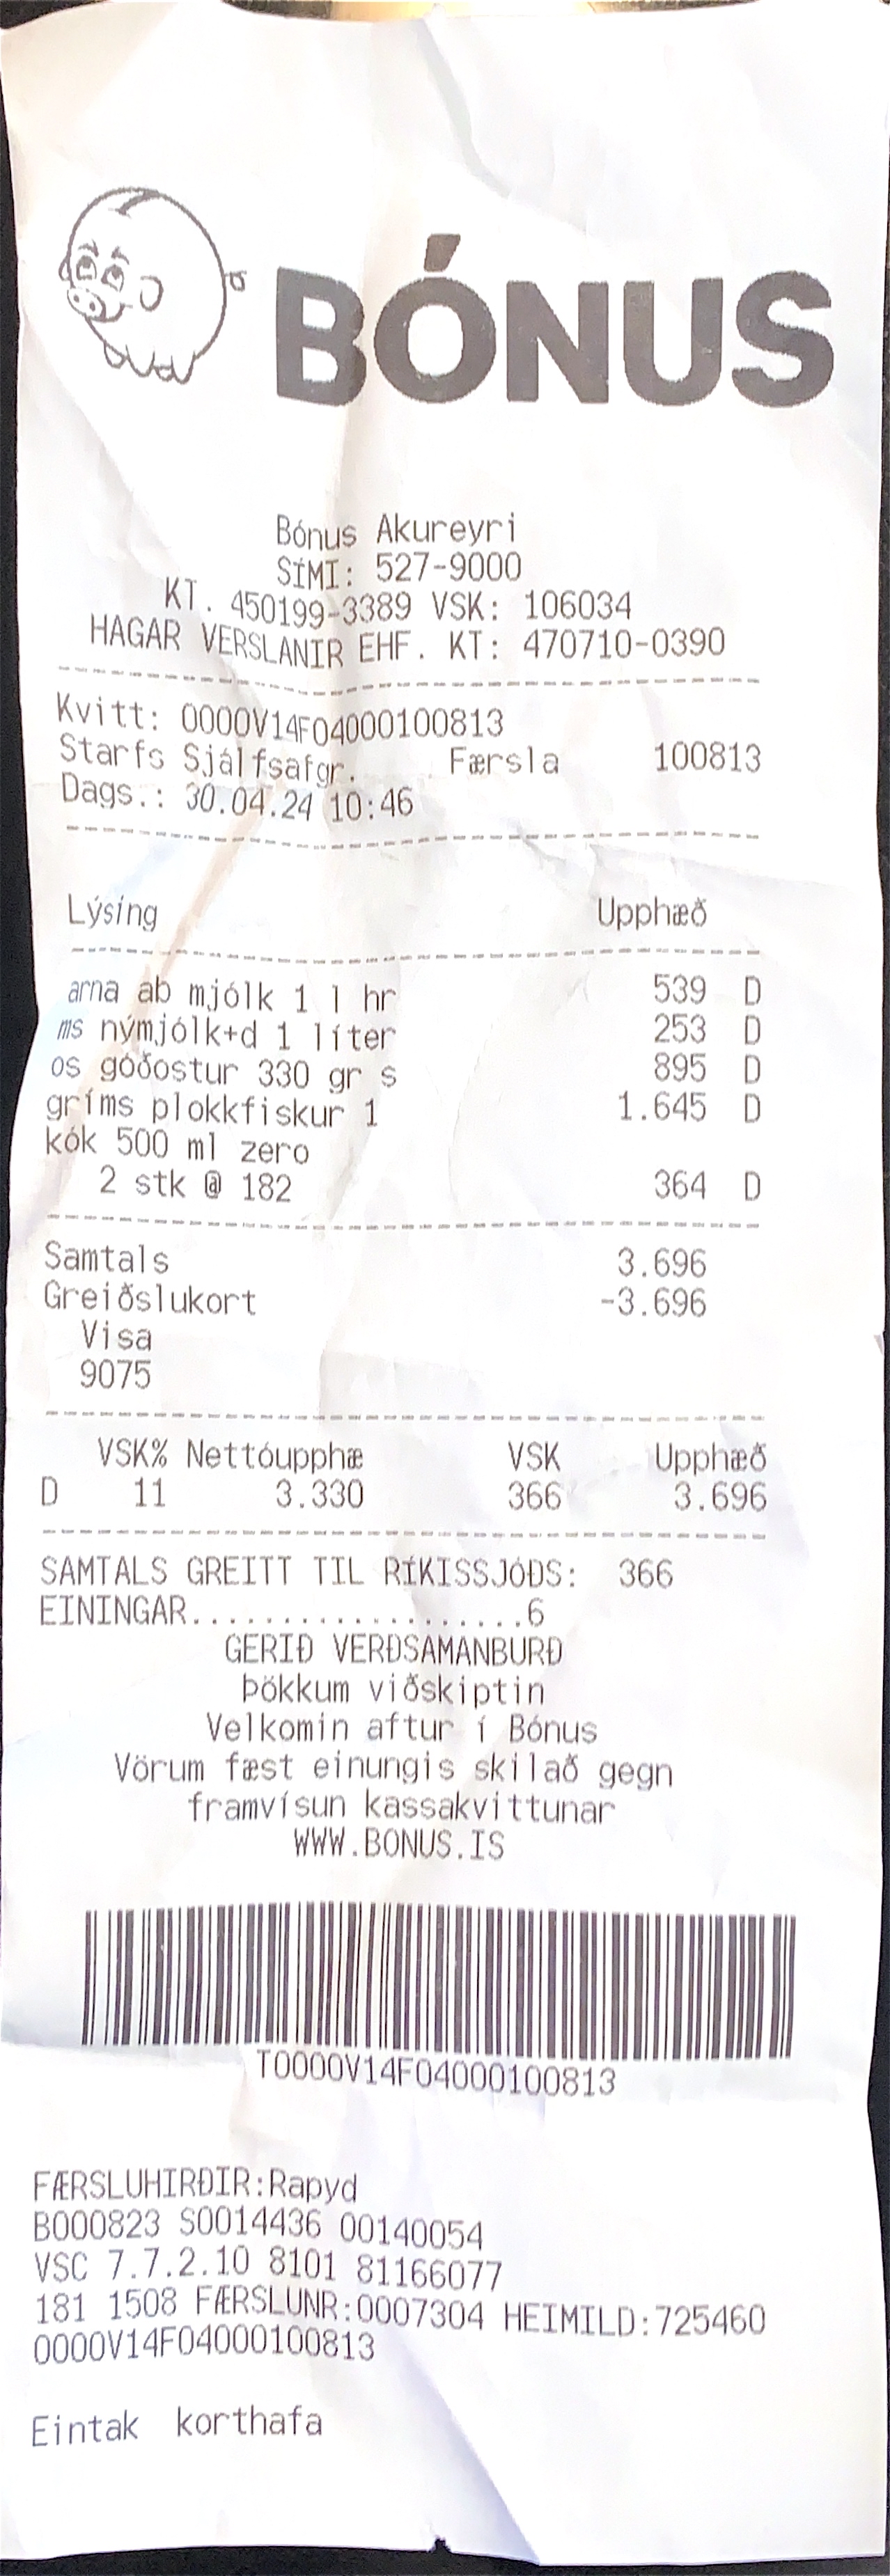 BÓNUS
Bónus Akureyri
SÍMI: 527-9000
KT. 450199-3389 VSK: 106034
HAGAR VERSLANIR EHF. KT: 470710-0390
Kvitt: 0000V14F04000100813
Starfs Sjálfsafgr. Færsla 100813
Dags.: 30.04.24 10:46
Lýsing Upphæð
arna ab mjólk 1 l hr 539 D
ms nýmjólk+d 1 líter 253 D
os góðostur 330 gr s 895 D
gríms plokkfiskur 1 1.645 D
kók 500 ml zero
2 stk @ 182 364 D
Samtals 3.696
Greiðslukort -3.696
Visa
9075
VSK% Nettóupphæ VSK Upphæð
D 11 3.330 366 3.696
SAMTALS GREITT TIL RÍKISSJÓÐS: 366
EININGAR...................6
GERIÐ VERÐSAMANBURÐ
Þökkum viðskiptin
Velkomin aftur í Bónus
Vörum fæst einungis skilað gegn
framvísun kassakvittunar
WWW.BONUS.IS
T0000V14F04000100813
FÆRSLUHIRÐIR:Rapyd
B000823 S0014436 00140054
VSC 7.7.2.10 8101 81166077
181 1508 FÆRSLUNR:0007304 HEIMILD:725460
0000V14F04000100813
Eintak korthafa